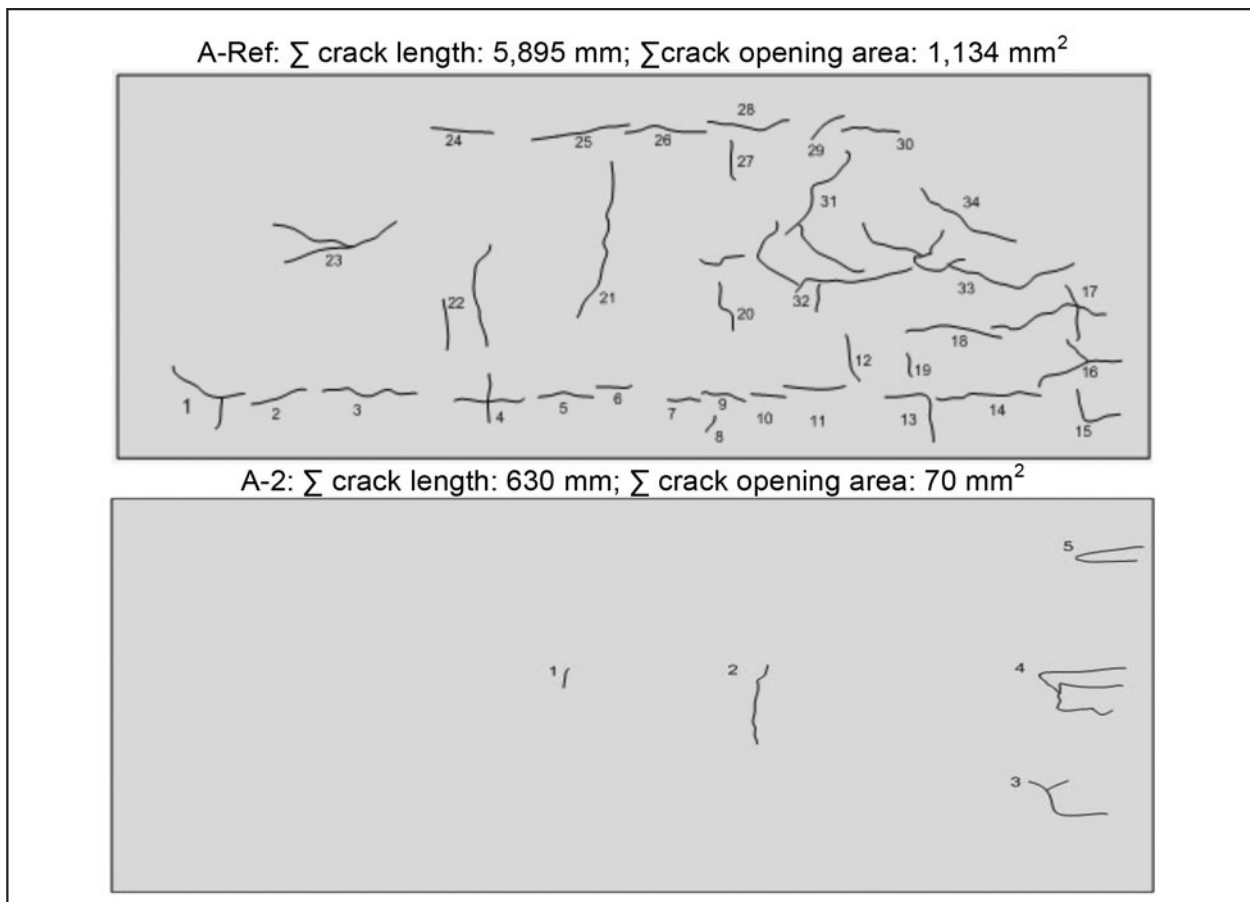 A-Ref: ∑ crack length: 5,895 mm; ∑crack opening area: 1,134 mm²
28
24 25 26 29 30
27
31 34
23
22 21 20 32 33 17
18
12 19 16
1 2 3 4 5 6 7 9 10 11 13 14
8 15
A-2: ∑ crack length: 630 mm; ∑ crack opening area: 70 mm²
5
1 2 4
3